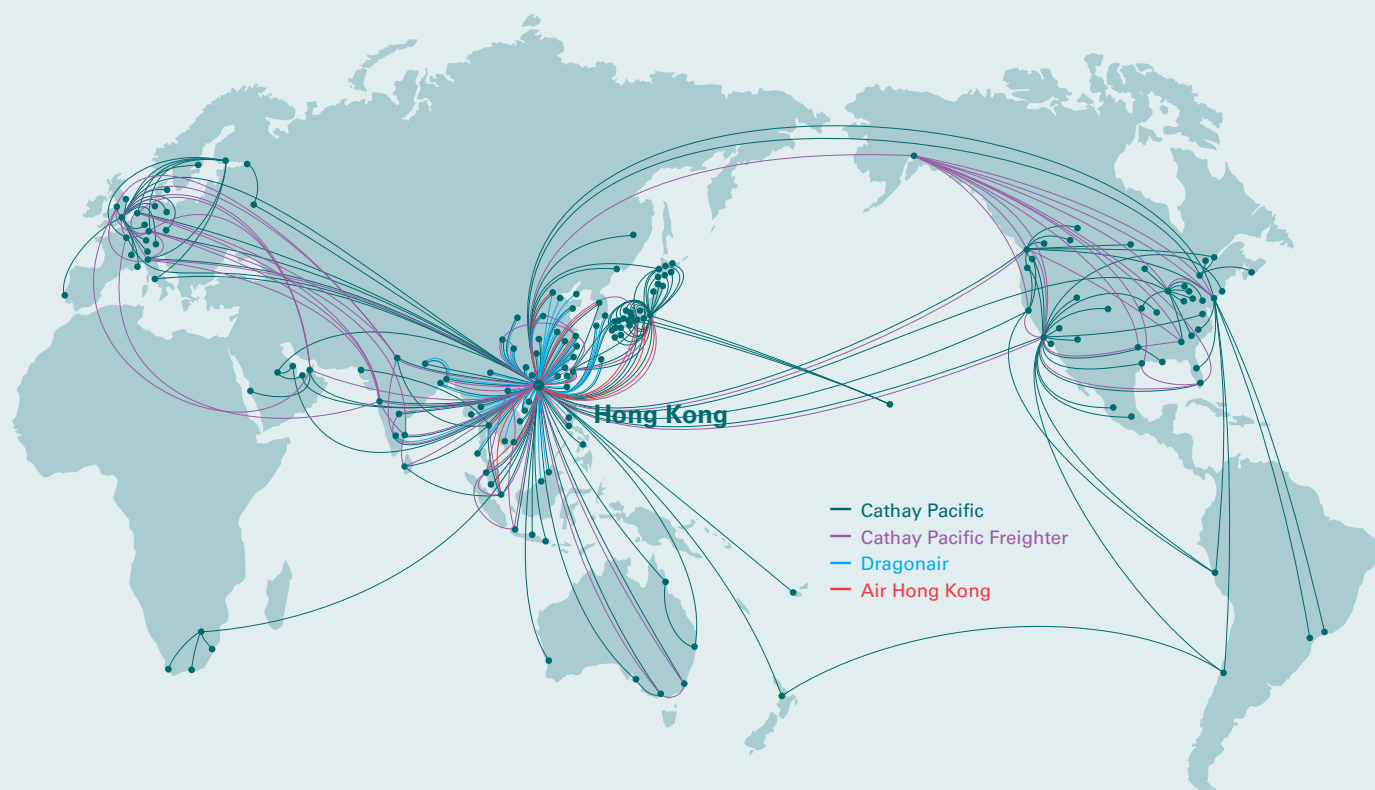 Hong Kong
Cathay Pacific
Cathay Pacific Freighter
Dragonair
Air Hong Kong